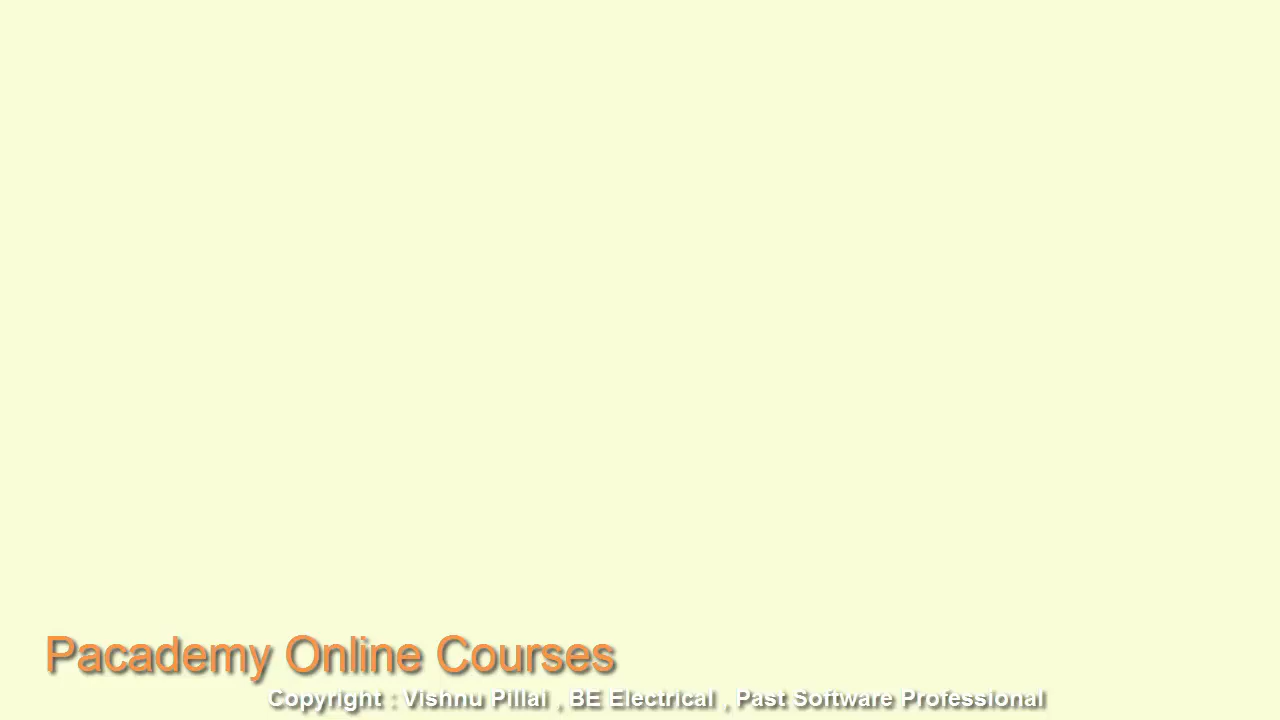 Pacademy Online Courses
Copyright : Vishnu Pillai , BE Electrical , Past Software Professional